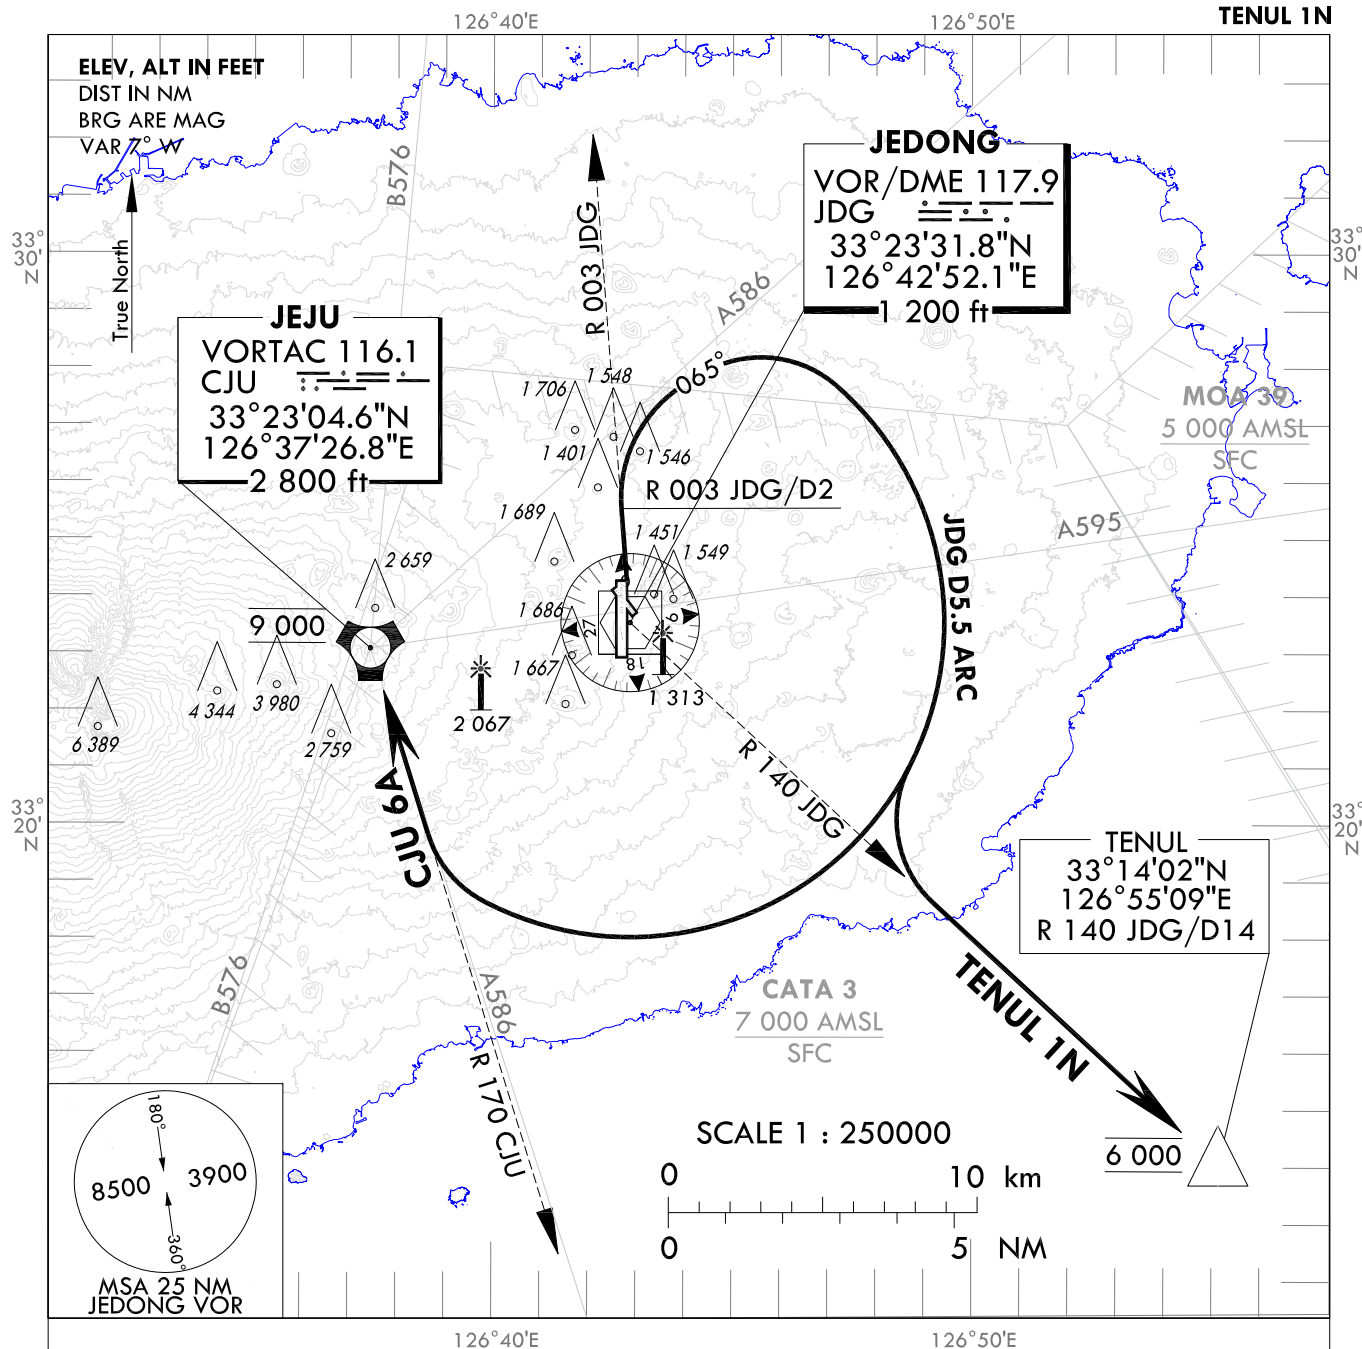 126°40'E
126°50'E
TENUL 1N
ELEV, ALT IN FEET
DIST IN NM
BRG ARE MAG
VAR 7° W
True North
33°
30'
N
33°
30'
N
B576
R 003 JDG
A586
JEDONG
VOR/DME 117.9
JDG
33°23'31.8"N
126°42'52.1"E
1 200 ft
JEJU
VORTAC 116.1
CJU
33°23'04.6"N
126°37'26.8"E
2 800 ft
065°
1 706
1 548
1 401
1 546
R 003 JDG/D2
MOA 39
5 000 AMSL
SFC
A595
1 689
1 451
1 549
JDG D5.5 ARC
2 659
9 000
1 686
27
9
18
1 667
1 313
2 067
4 344
3 980
6 389
2 759
R 140 JDG
CJU 6A
33°
20'
N
33°
20'
N
TENUL
33°14'02"N
126°55'09"E
R 140 JDG/D14
B576
A586
CATA 3
7 000 AMSL
SFC
TENUL 1N
R 170 CJU
6 000
SCALE 1 : 250000
0 10 km
0 5 NM
180°
8500 3900
360°
MSA 25 NM
JEDONG VOR
126°40'E
126°50'E